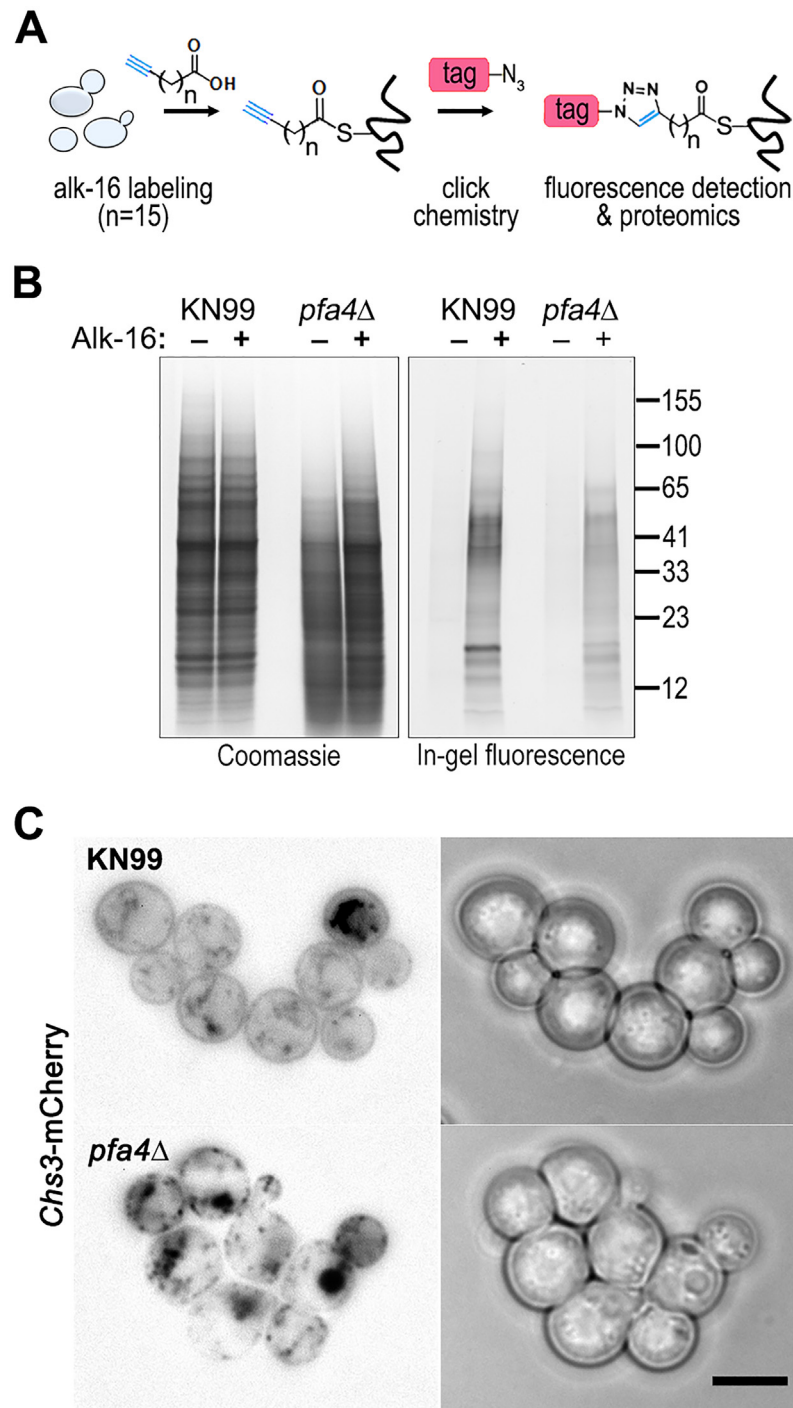 A
O
OH
n
tag
N3
O
S
n
tag
N N
N
n
O
S
alk-16 labeling
(n=15)
click
chemistry
fluorescence detection
& proteomics
B
KN99 pfa4Δ KN99 pfa4Δ
Alk-16: – + – + – + – +
155
100
65
41
33
23
12
Coomassie In-gel fluorescence
C
KN99
Chs3-mCherry
pfa4Δ